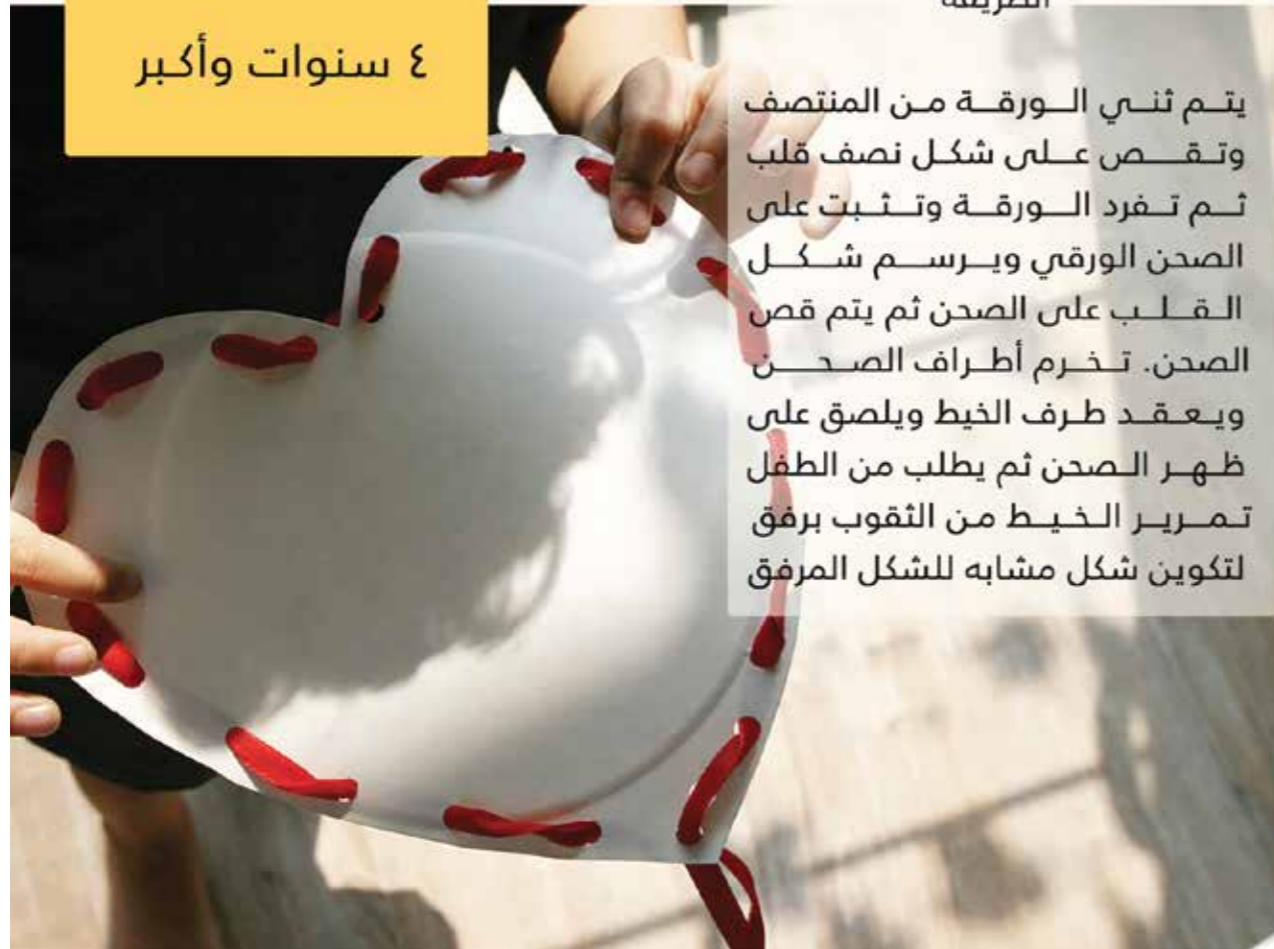 الطريقة
٤ سنوات وأكبر
يتم ثني الورقة من المنتصف
وتقص على شكل نصف قلب
ثم تفرد الورقة وتثبت على
الصحن الورقي ويرسم شكل
القلب على الصحن ثم يتم قص
الصحن. تخرم أطراف الصحن
ويعقد طرف الخيط ويلصق على
ظهر الصحن ثم يطلب من الطفل
تمرير الخيط من الثقوب برفق
لتكوين شكل مشابه للشكل المرفق